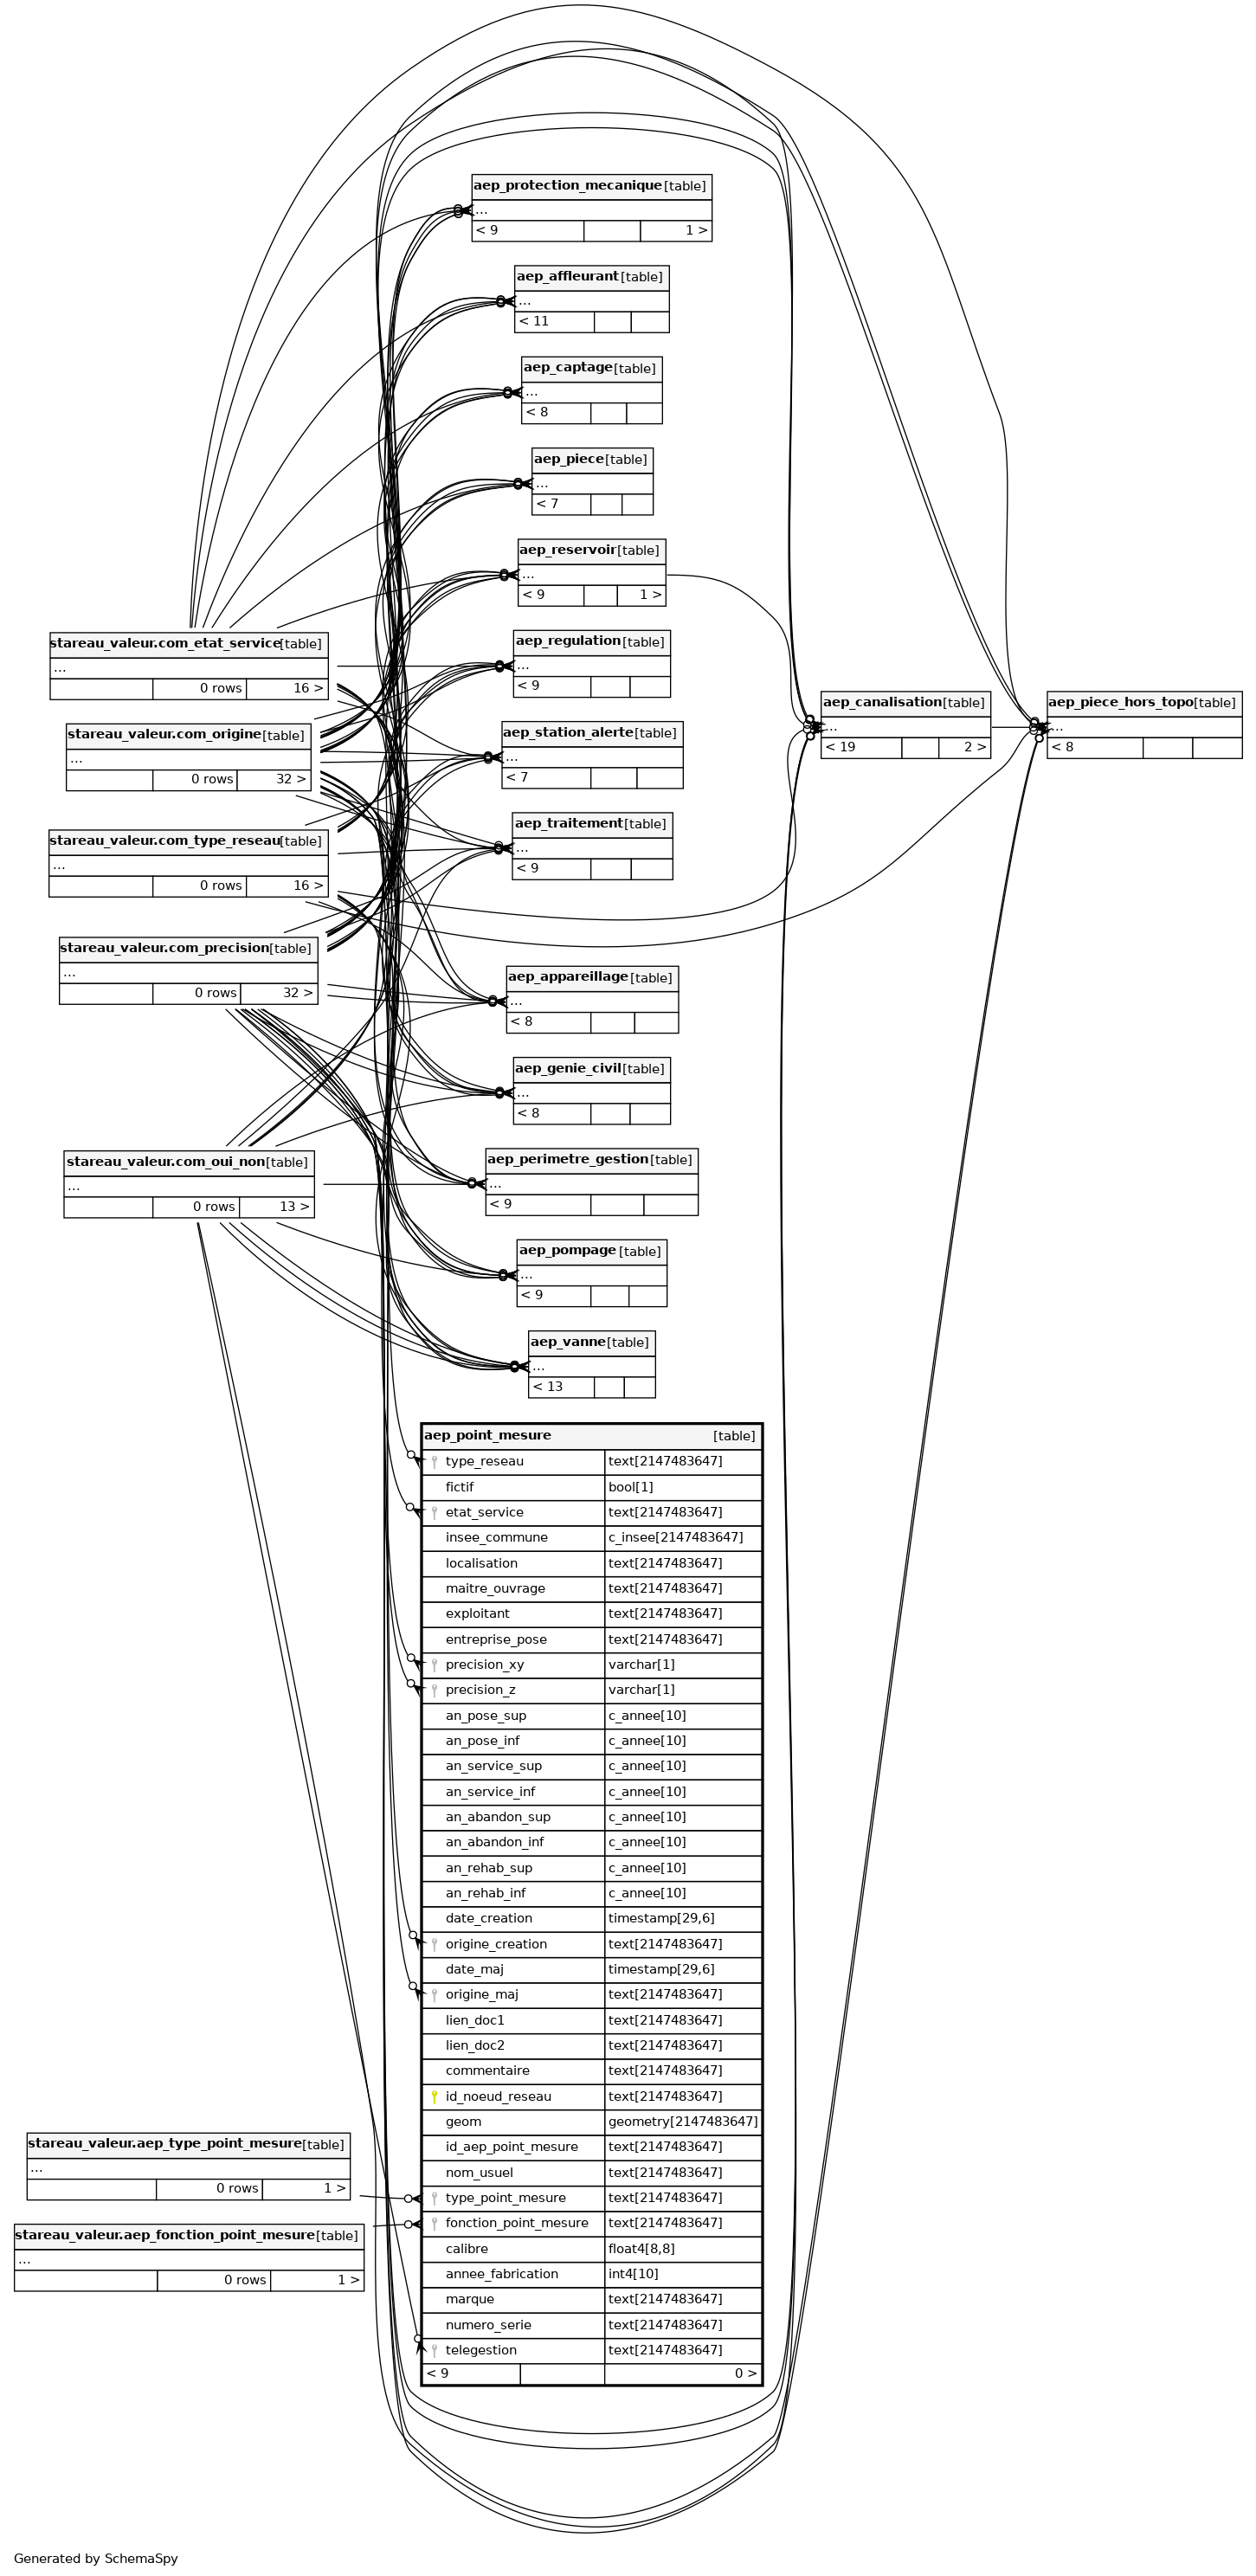 aep_protection_mecanique [table]
...
< 9 1 >
aep_affleurant [table]
...
< 11
aep_captage [table]
...
< 8
aep_piece [table]
...
< 7
aep_reservoir [table]
...
< 9 1 >
stareau_valeur.com_etat_service [table]
...
0 rows 16 >
aep_regulation [table]
...
< 9
stareau_valeur.com_origine [table]
...
0 rows 32 >
aep_station_alerte [table]
...
< 7
aep_canalisation [table]
...
< 19 2 >
aep_piece_hors_topo [table]
...
< 8
stareau_valeur.com_type_reseau [table]
...
0 rows 16 >
aep_traitement [table]
...
< 9
stareau_valeur.com_precision [table]
...
0 rows 32 >
aep_appareillage [table]
...
< 8
aep_genie_civil [table]
...
< 8
stareau_valeur.com_oui_non [table]
...
0 rows 13 >
aep_perimetre_gestion [table]
...
< 9
aep_pompage [table]
...
< 9
aep_vanne [table]
...
< 13
aep_point_mesure [table]
type_reseau text[2147483647]
fictif bool[1]
etat_service text[2147483647]
insee_commune c_insee[2147483647]
localisation text[2147483647]
maitre_ouvrage text[2147483647]
exploitant text[2147483647]
entreprise_pose text[2147483647]
precision_xy varchar[1]
precision_z varchar[1]
an_pose_sup c_annee[10]
an_pose_inf c_annee[10]
an_service_sup c_annee[10]
an_service_inf c_annee[10]
an_abandon_sup c_annee[10]
an_abandon_inf c_annee[10]
an_rehab_sup c_annee[10]
an_rehab_inf c_annee[10]
date_creation timestamp[29,6]
origine_creation text[2147483647]
date_maj timestamp[29,6]
origine_maj text[2147483647]
lien_doc1 text[2147483647]
lien_doc2 text[2147483647]
commentaire text[2147483647]
id_noeud_reseau text[2147483647]
geom geometry[2147483647]
id_aep_point_mesure text[2147483647]
nom_usuel text[2147483647]
type_point_mesure text[2147483647]
fonction_point_mesure text[2147483647]
calibre float4[8,8]
annee_fabrication int4[10]
marque text[2147483647]
numero_serie text[2147483647]
telegestion text[2147483647]
< 9 0 >
stareau_valeur.aep_type_point_mesure [table]
...
0 rows 1 >
stareau_valeur.aep_fonction_point_mesure [table]
...
0 rows 1 >
Generated by SchemaSpy